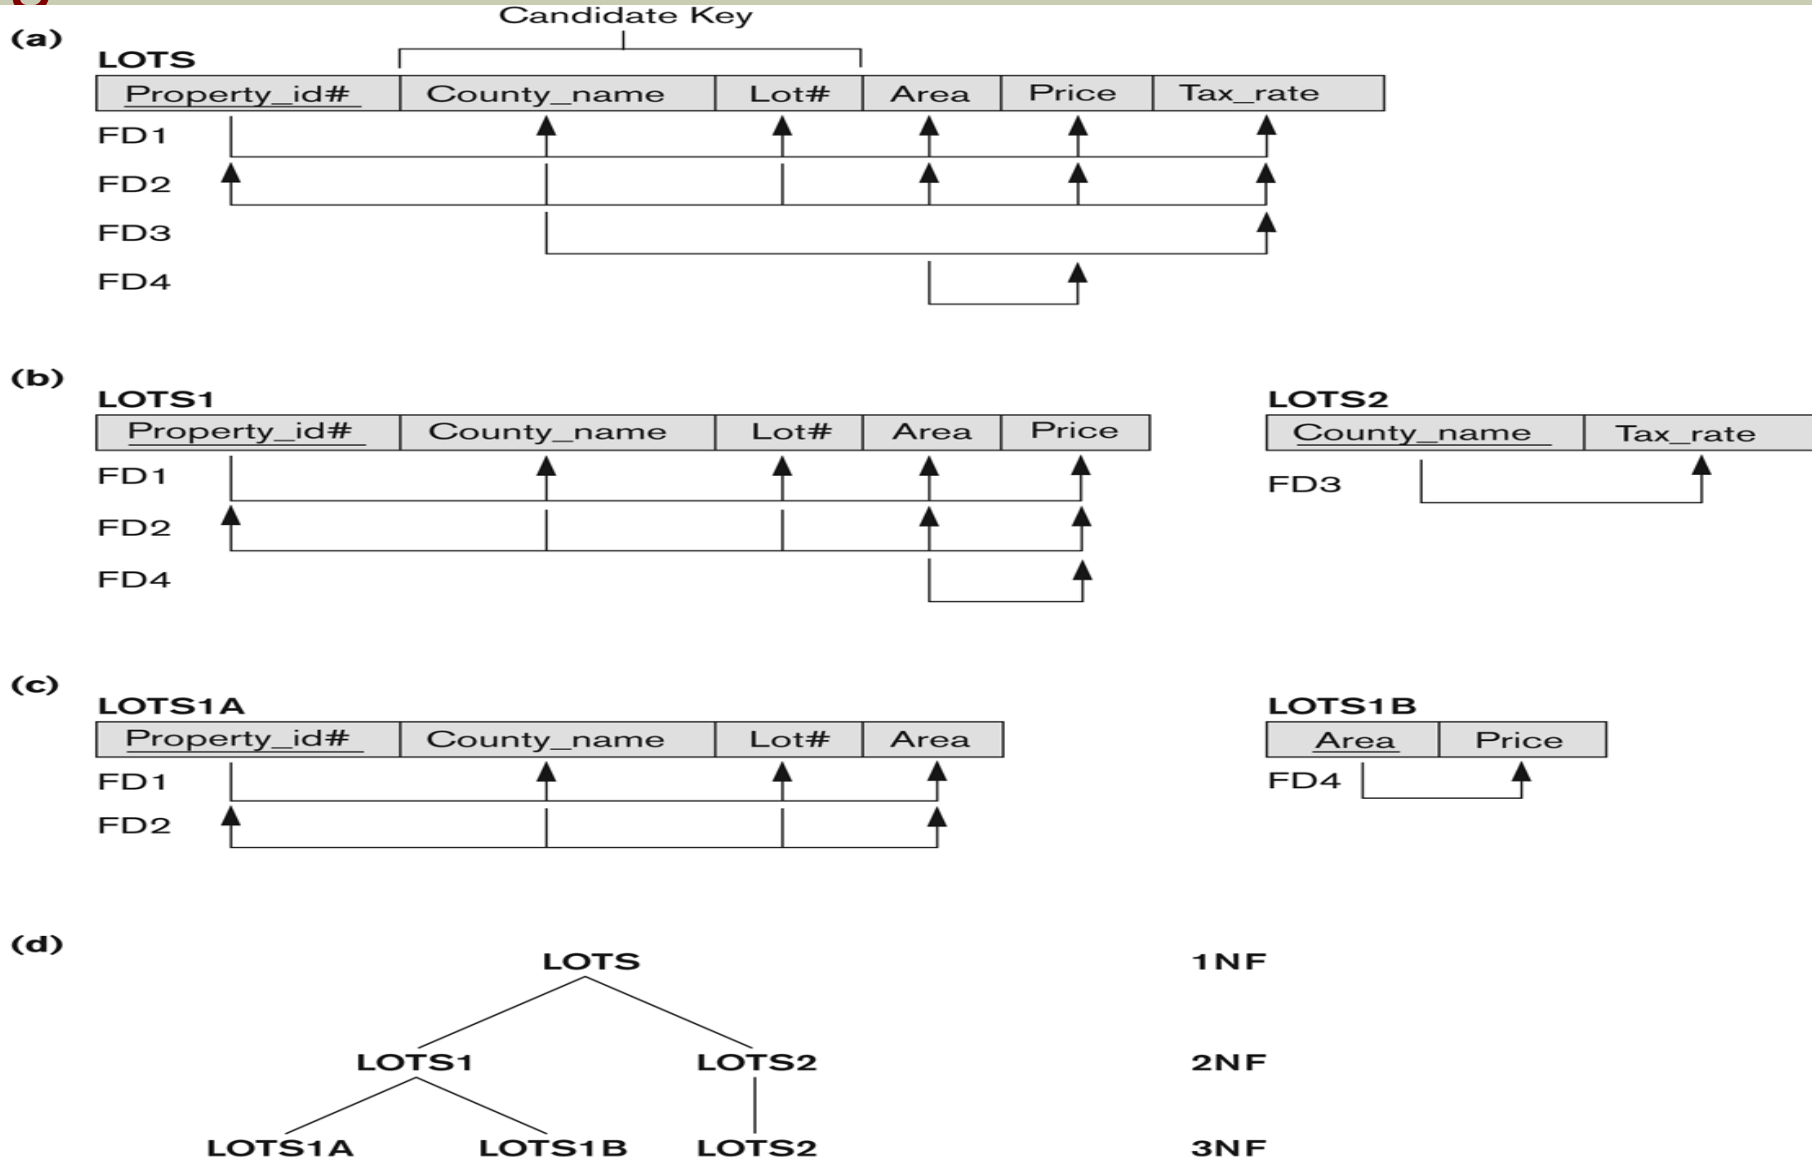 Candidate Key
(a)
LOTS
Property_id# County_name Lot# Area Price Tax_rate
FD1
FD2
FD3
FD4
(b)
LOTS1
Property_id# County_name Lot# Area Price
FD1
FD2
FD4
LOTS2
County_name Tax_rate
FD3
(c)
LOTS1A
Property_id# County_name Lot# Area
FD1
FD2
LOTS1B
Area Price
FD4
(d)
LOTS 1NF
LOTS1 LOTS2 2NF
LOTS1A LOTS1B LOTS2 3NF